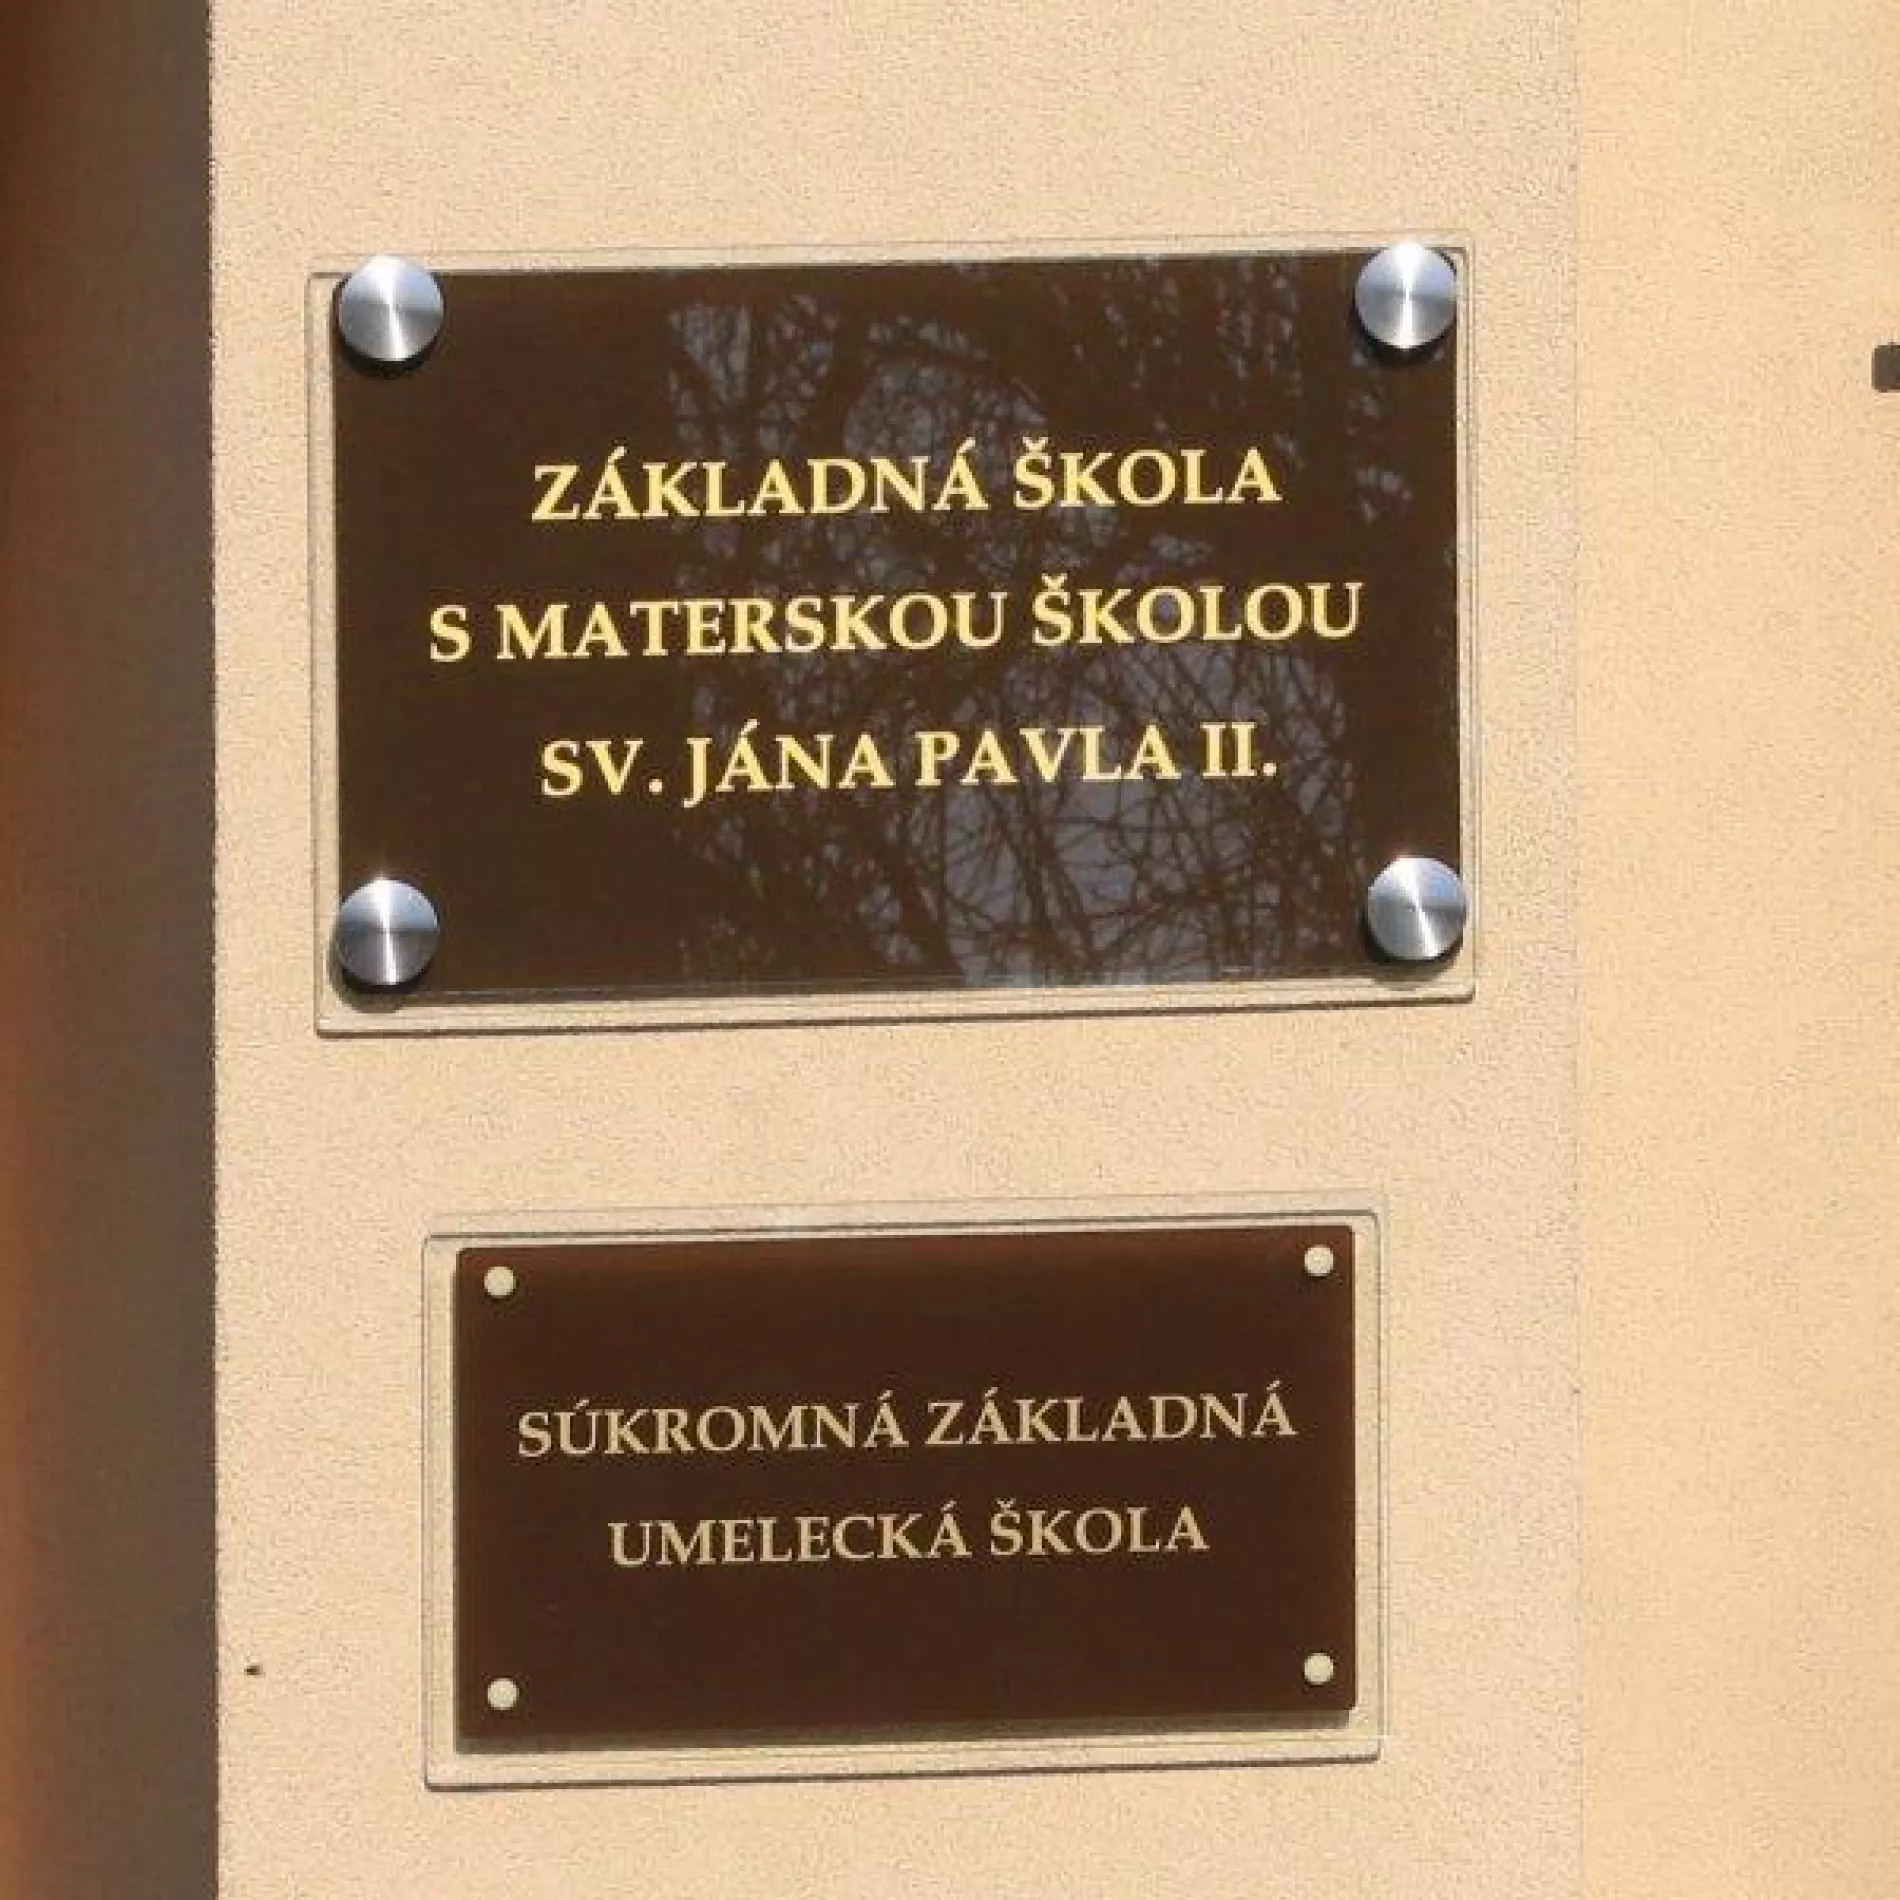 ZÁKLADNÁ ŠKOLA
S MATERSKOU ŠKOLOU
SV. JÁNA PAVLA II.
SÚKROMNÁ ZÁKLADNÁ
UMELECKÁ ŠKOLA